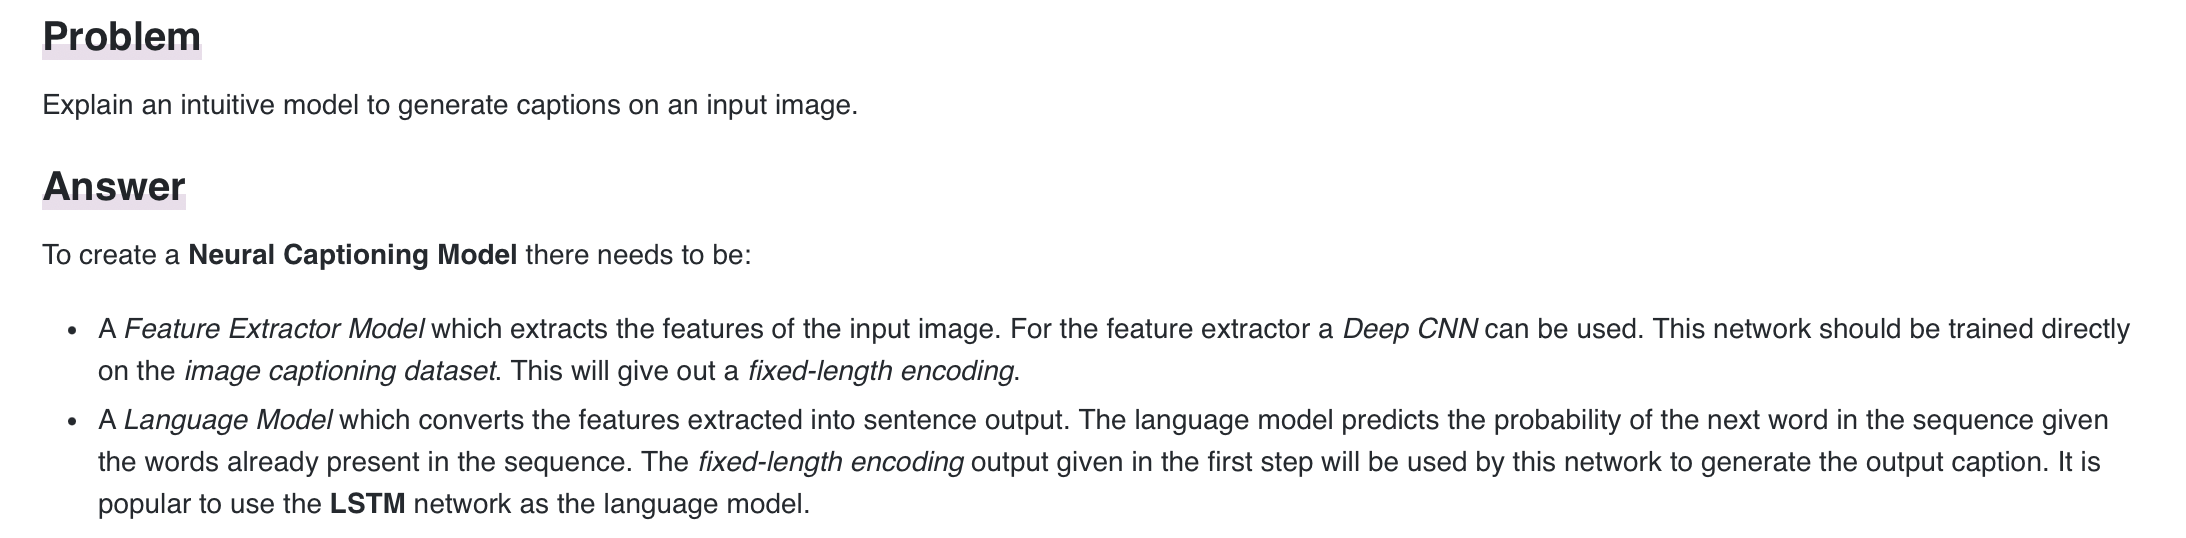 Problem
Explain an intuitive model to generate captions on an input image.
Answer
To create a Neural Captioning Model there needs to be:
• A Feature Extractor Model which extracts the features of the input image. For the feature extractor a Deep CNN can be used. This network should be trained directly
on the image captioning dataset. This will give out a fixed-length encoding.
• A Language Model which converts the features extracted into sentence output. The language model predicts the probability of the next word in the sequence given
the words already present in the sequence. The fixed-length encoding output given in the first step will be used by this network to generate the output caption. It is
popular to use the LSTM network as the language model.